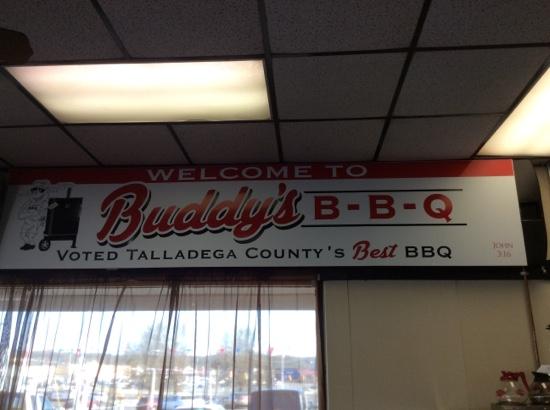 WELCOME TO
Buddy's B-B-Q
VOTED TALLADEGA COUNTY'S Best BBQ
JOHN
3:16